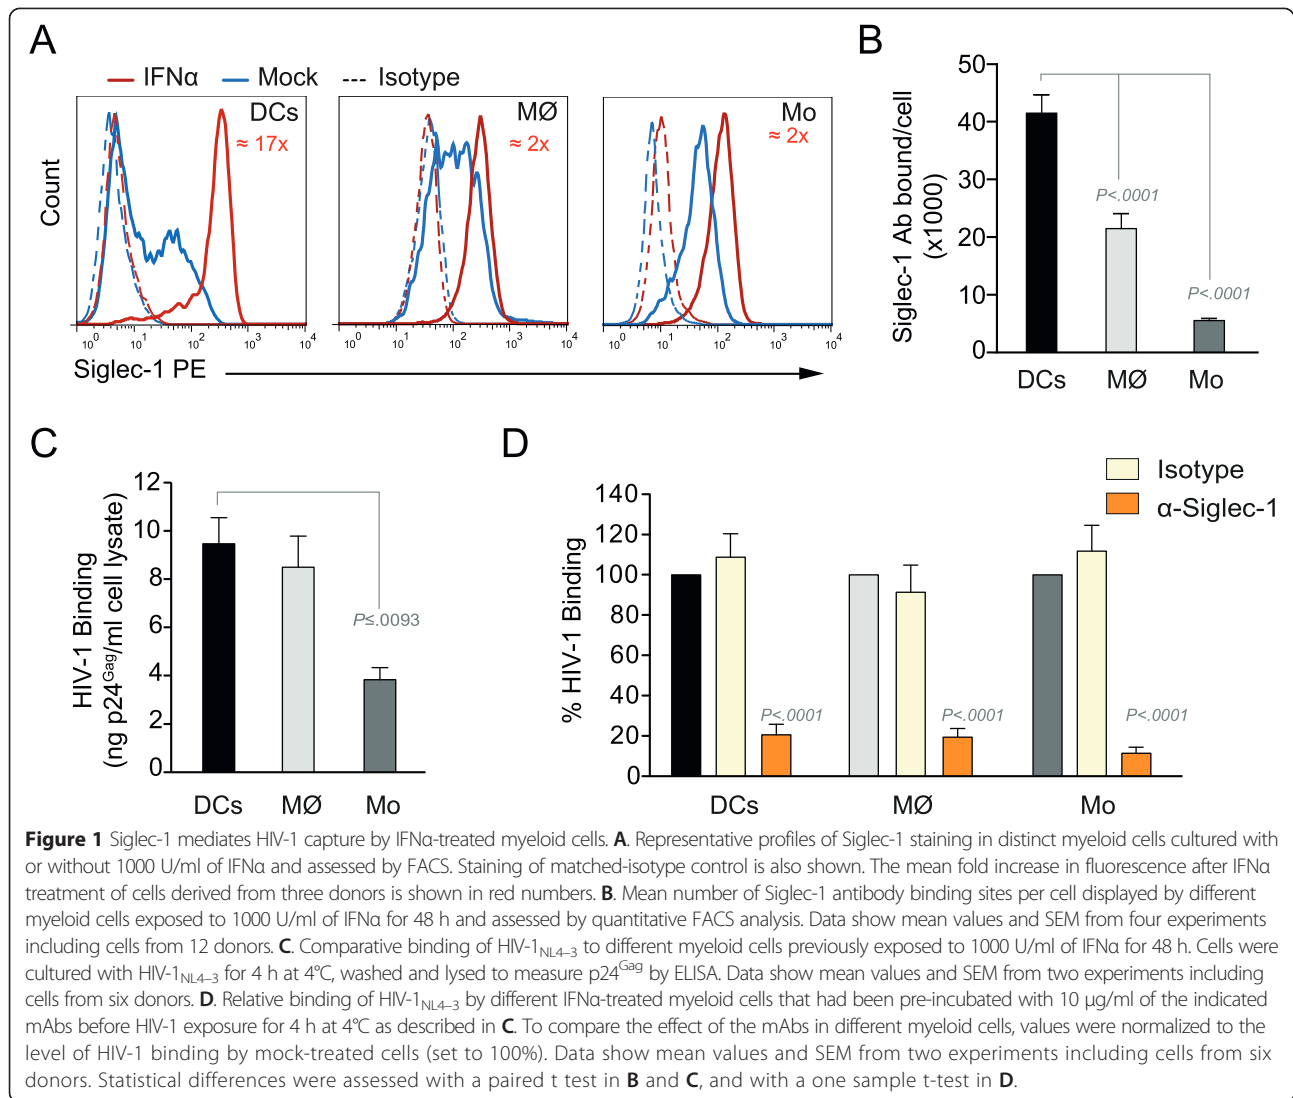 A
IFNα Mock Isotype
DCs
≈ 17x
MØ
≈ 2x
Mo
≈ 2x
Count
10⁰ 10¹ 10² 10³ 10⁴
10⁰ 10¹ 10² 10³ 10⁴
10⁰ 10¹ 10² 10³ 10⁴
Siglec-1 PE
B
Siglec-1 Ab bound/cell
(x1000)
50
40
30
20
10
0
P<.0001
P<.0001
DCs MØ Mo
C
HIV-1 Binding
(ng p24ᴳᵃᵍ/ml cell lysate)
12
10
8
6
4
2
0
P≤.0093
DCs MØ Mo
D
Isotype
α-Siglec-1
% HIV-1 Binding
140
120
100
80
60
40
20
0
P<.0001
P<.0001
P<.0001
DCs MØ Mo
Figure 1 Siglec-1 mediates HIV-1 capture by IFNα-treated myeloid cells. A. Representative profiles of Siglec-1 staining in distinct myeloid cells cultured with
or without 1000 U/ml of IFNα and assessed by FACS. Staining of matched-isotype control is also shown. The mean fold increase in fluorescence after IFNα
treatment of cells derived from three donors is shown in red numbers. B. Mean number of Siglec-1 antibody binding sites per cell displayed by different
myeloid cells exposed to 1000 U/ml of IFNα for 48 h and assessed by quantitative FACS analysis. Data show mean values and SEM from four experiments
including cells from 12 donors. C. Comparative binding of HIV-1NL4–3 to different myeloid cells previously exposed to 1000 U/ml of IFNα for 48 h. Cells were
cultured with HIV-1NL4–3 for 4 h at 4°C, washed and lysed to measure p24ᴳᵃᵍ by ELISA. Data show mean values and SEM from two experiments including
cells from six donors. D. Relative binding of HIV-1NL4–3 by different IFNα-treated myeloid cells that had been pre-incubated with 10 μg/ml of the indicated
mAbs before HIV-1 exposure for 4 h at 4°C as described in C. To compare the effect of the mAbs in different myeloid cells, values were normalized to the
level of HIV-1 binding by mock-treated cells (set to 100%). Data show mean values and SEM from two experiments including cells from six
donors. Statistical differences were assessed with a paired t test in B and C, and with a one sample t-test in D.